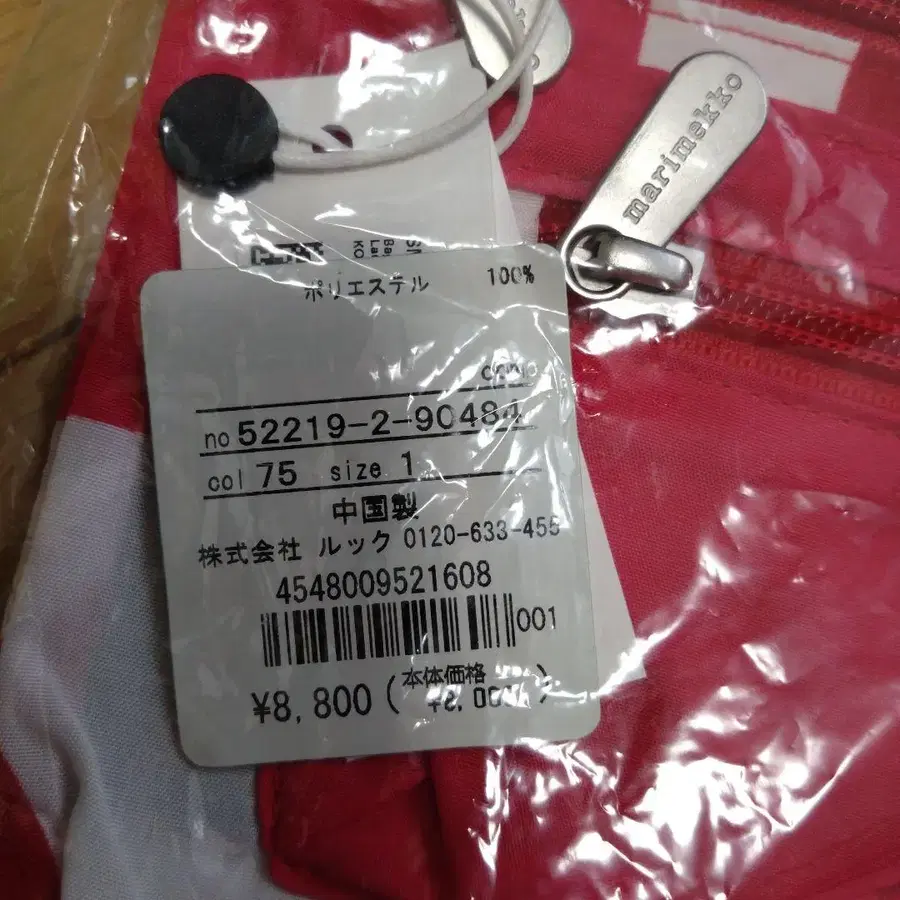 marimekko
ポリエステル 100%
no 52219-2-90484
col 75 size 1
中国製
株式会社 ルック 0120-633-455
4548009521608
001
¥8,800 (本体価格